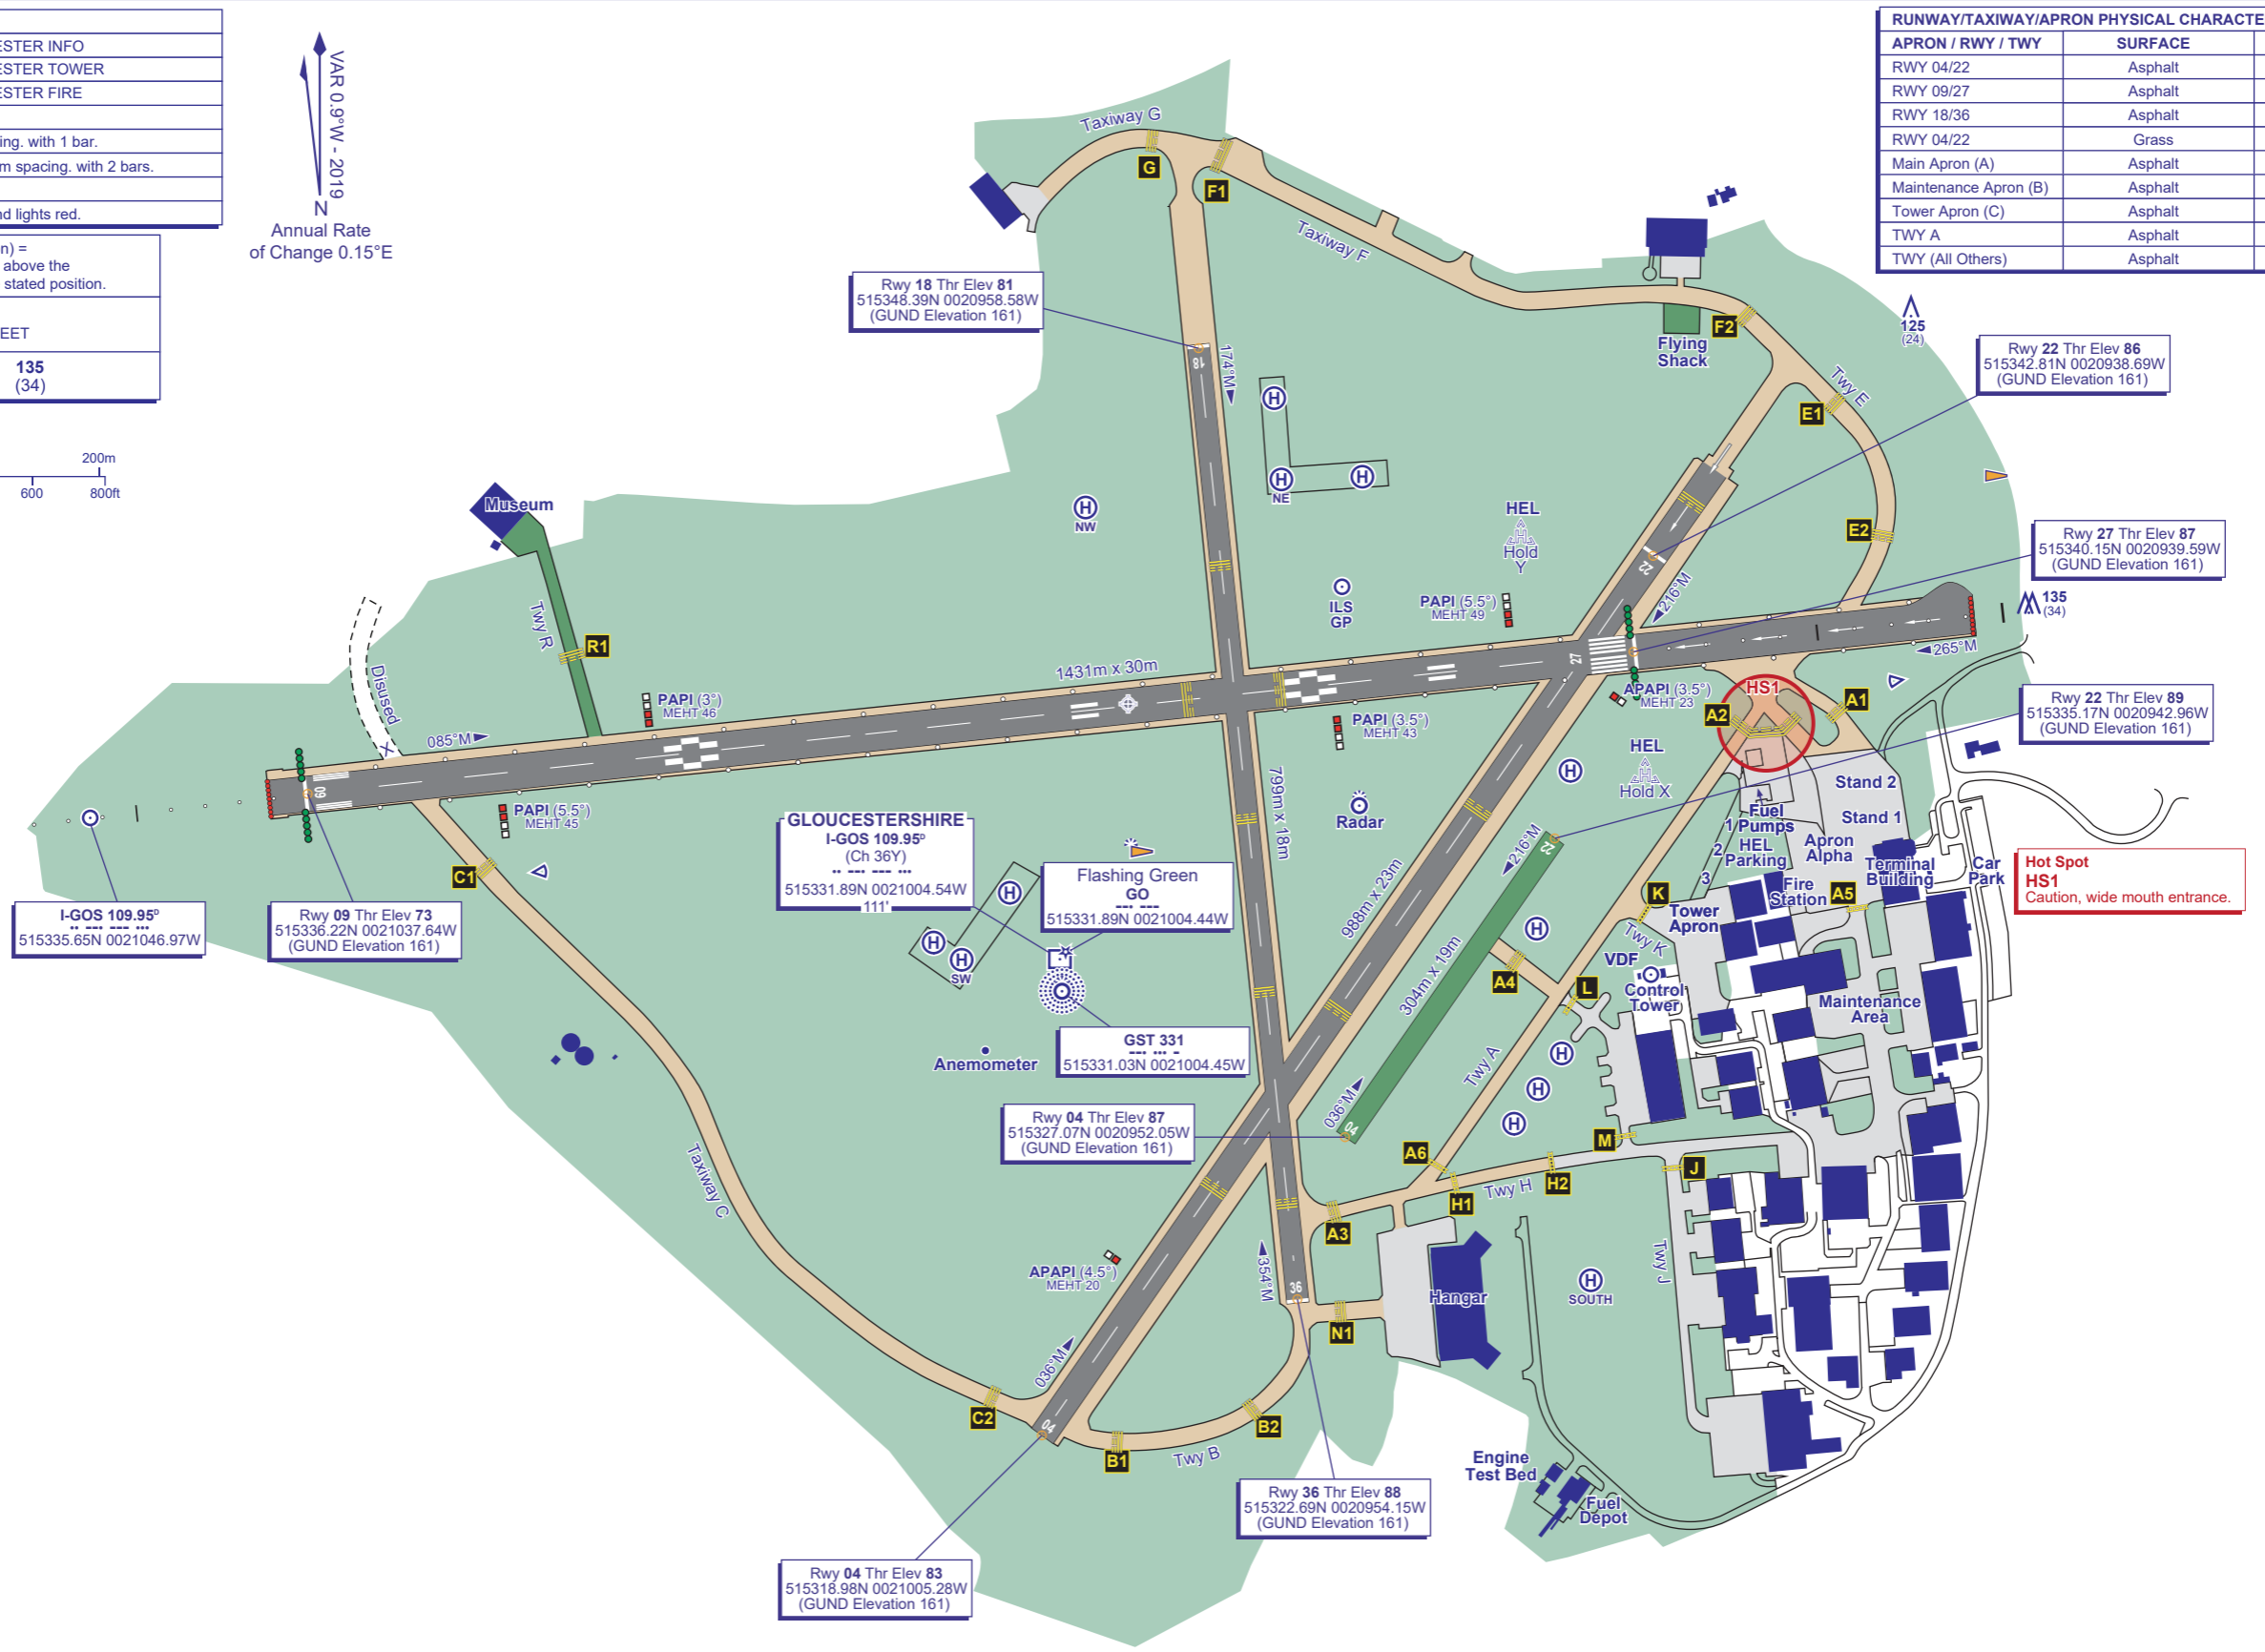 ESTER INFO
ESTER TOWER
ESTER FIRE
ing. with 1 bar.
m spacing. with 2 bars.
nd lights red.
n) =
above the
stated position.
EET
135
(34)
200m
600 800ft
VAR 0.9°W - 2019
N
Annual Rate
of Change 0.15°E
RUNWAY/TAXIWAY/APRON PHYSICAL CHARACTE
APRON / RWY / TWY SURFACE
RWY 04/22 Asphalt
RWY 09/27 Asphalt
RWY 18/36 Asphalt
RWY 04/22 Grass
Main Apron (A) Asphalt
Maintenance Apron (B) Asphalt
Tower Apron (C) Asphalt
TWY A Asphalt
TWY (All Others) Asphalt
Taxiway G
G
F1
Taxiway F
Rwy 18 Thr Elev 81
515348.39N 0020958.58W
(GUND Elevation 161)
18
174°M
Flying
Shack
F2
125
(24)
Rwy 22 Thr Elev 86
515342.81N 0020938.69W
(GUND Elevation 161)
Twy E
E1
E2
H
H
NE
H
H
NW
HEL
H
Hold
Y
22
216°M
Rwy 27 Thr Elev 87
515340.15N 0020939.59W
(GUND Elevation 161)
135
(34)
265°M
Museum
Twy R
R1
Disused
X
ILS
GP
PAPI (5.5°)
MEHT 49
27
1431m x 30m
PAPI (3°)
MEHT 46
085°M
09
PAPI (3.5°)
MEHT 43
APAPI (3.5°)
MEHT 23
HS1
A2
A1
Rwy 22 Thr Elev 89
515335.17N 0020942.96W
(GUND Elevation 161)
PAPI (5.5°)
MEHT 45
C1
I-GOS 109.95ᴰ
515335.65N 0021046.97W
Rwy 09 Thr Elev 73
515336.22N 0021037.64W
(GUND Elevation 161)
GLOUCESTERSHIRE
I-GOS 109.95ᴰ
(Ch 36Y)
515331.89N 0021004.54W
111'
Flashing Green
GO
515331.89N 0021004.44W
799m x 18m
Radar
H
HEL
H
Hold X
Stand 2
Stand 1
Fuel
Pumps
1
2
3
HEL
Parking
Apron
Alpha
Terminal
Building
Car
Park
Hot Spot
HS1
Caution, wide mouth entrance.
Fire
Station
A5
K
Tower
Apron
Twy K
VDF
Control
Tower
Maintenance
Area
216°M
22
988m x 23m
304m x 19m
H
A4
L
H
H
H
SW
Anemometer
GST 331
515331.03N 0021004.45W
Rwy 04 Thr Elev 87
515327.07N 0020952.05W
(GUND Elevation 161)
036°M
04
Twy A
H
H
H
A6
M
J
H1
Twy H
H2
A3
Twy J
Taxiway C
APAPI (4.5°)
MEHT 20
354°M
36
Hangar
H
SOUTH
N1
036°M
04
C2
B1
Twy B
B2
Engine
Test Bed
Fuel
Depot
Rwy 36 Thr Elev 88
515322.69N 0020954.15W
(GUND Elevation 161)
Rwy 04 Thr Elev 83
515318.98N 0021005.28W
(GUND Elevation 161)